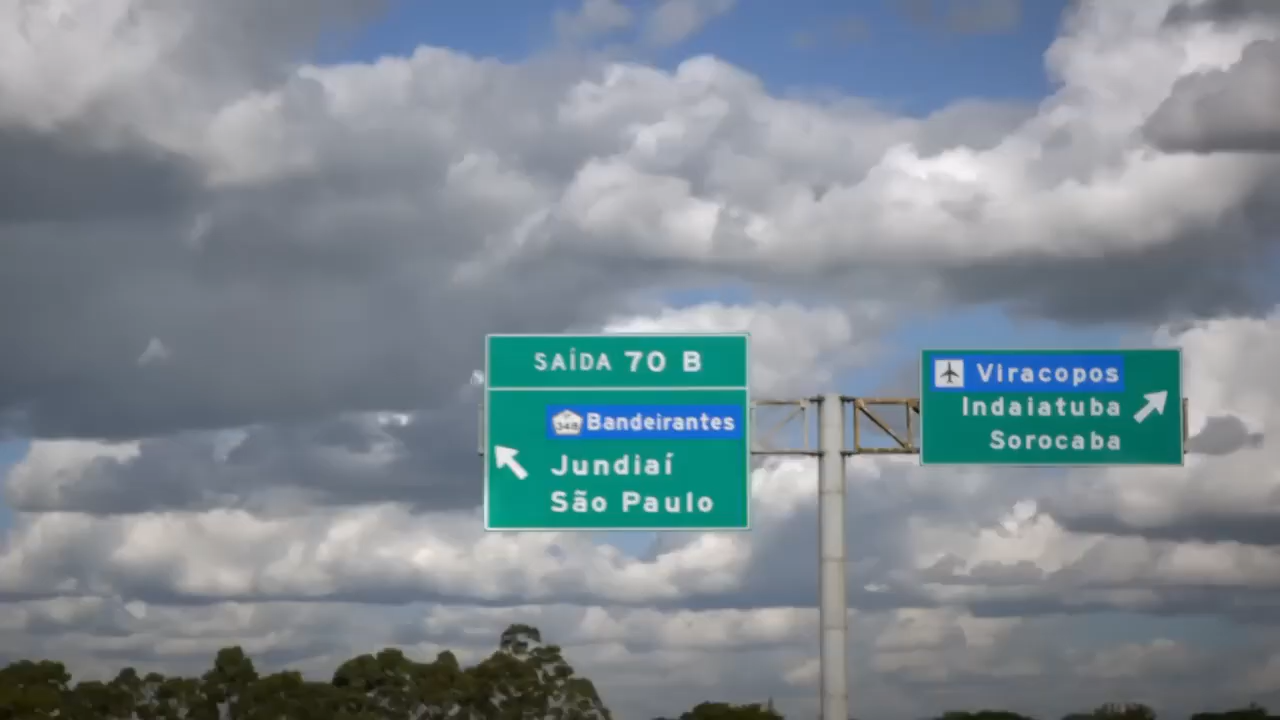 SAÍDA 70 B
348 Bandeirantes
Jundiaí
São Paulo
Viracopos
Indaiatuba
Sorocaba